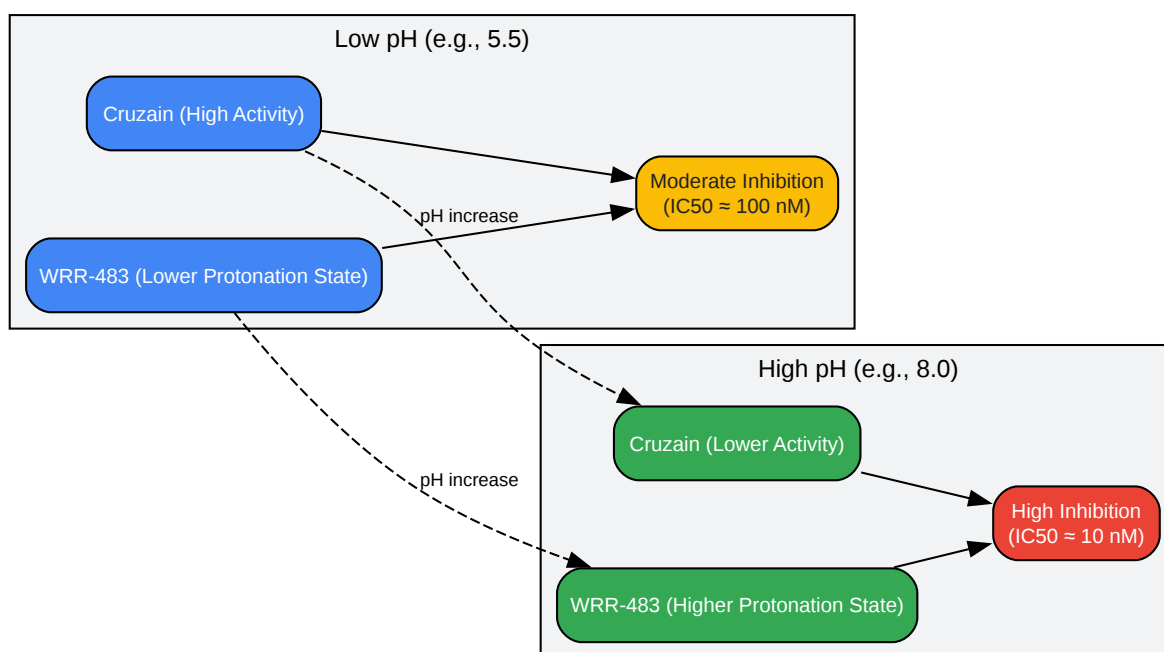 Low pH (e.g., 5.5)
Cruzain (High Activity)
Moderate Inhibition
(IC50 ≈ 100 nM)
pH increase
WRR-483 (Lower Protonation State)
High pH (e.g., 8.0)
Cruzain (Lower Activity)
pH increase
High Inhibition
(IC50 ≈ 10 nM)
WRR-483 (Higher Protonation State)